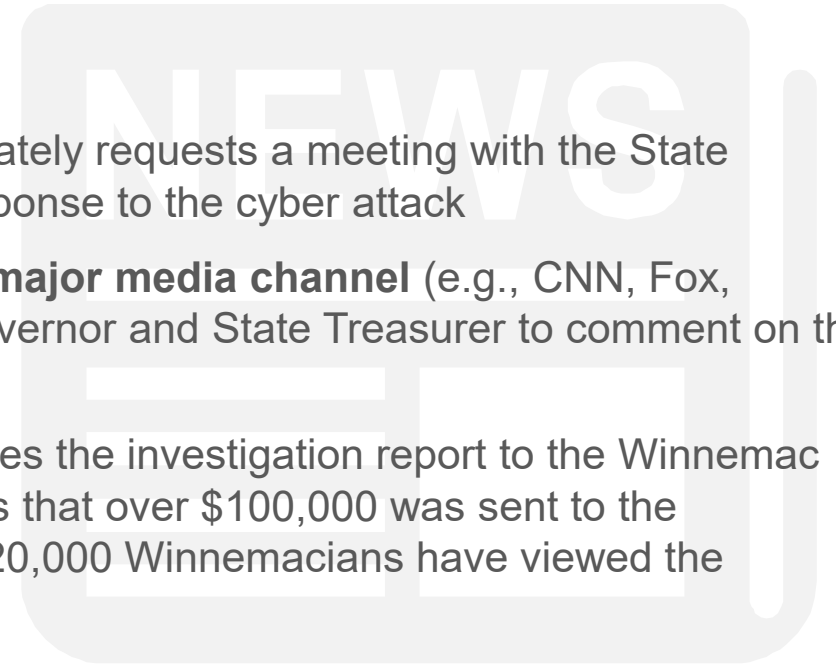 NEWS
ately requests a meeting with the State
ponse to the cyber attack
major media channel (e.g., CNN, Fox,
vernor and State Treasurer to comment on th
es the investigation report to the Winnemac
s that over $100,000 was sent to the
20,000 Winnemacians have viewed the